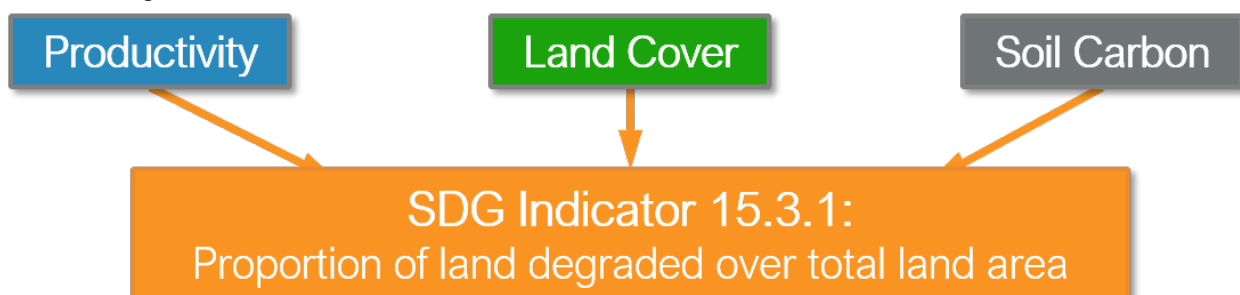 Productivity
Land Cover
Soil Carbon
SDG Indicator 15.3.1:
Proportion of land degraded over total land area